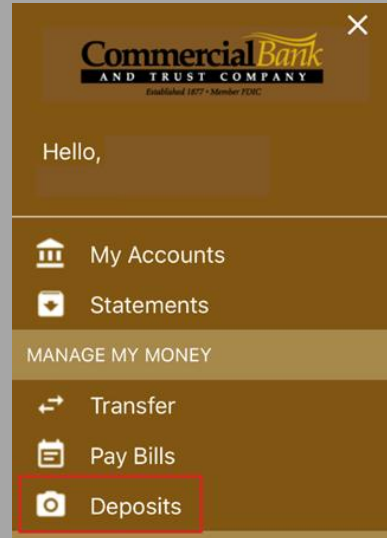 Commercial Bank
AND TRUST COMPANY
Established 1877 • Member FDIC
Hello,
My Accounts
Statements
MANAGE MY MONEY
Transfer
Pay Bills
Deposits